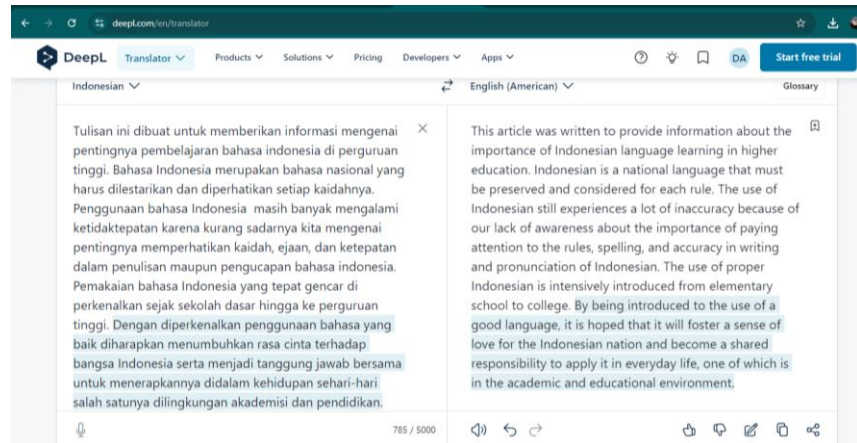 deepl.com/en/translator
DeepL Translator Products Solutions Pricing Developers Apps DA Start free trial
Indonesian English (American) Glossary
Tulisan ini dibuat untuk memberikan informasi mengenai
pentingnya pembelajaran bahasa indonesia di perguruan
tinggi. Bahasa Indonesia merupakan bahasa nasional yang
harus dilestarikan dan diperhatikan setiap kaidahnya.
Penggunaan bahasa Indonesia masih banyak mengalami
ketidaktepatan karena kurang sadarnya kita mengenai
pentingnya memperhatikan kaidah, ejaan, dan ketepatan
dalam penulisan maupun pengucapan bahasa indonesia.
Pemakaian bahasa Indonesia yang tepat gencar di
perkenalkan sejak sekolah dasar hingga ke perguruan
tinggi. Dengan diperkenalkan penggunaan bahasa yang
baik diharapkan menumbuhkan rasa cinta terhadap
bangsa Indonesia serta menjadi tanggung jawab bersama
untuk menerapkannya didalam kehidupan sehari-hari
salah satunya dilingkungan akademisi dan pendidikan.
785 / 5000
This article was written to provide information about the
importance of Indonesian language learning in higher
education. Indonesian is a national language that must
be preserved and considered for each rule. The use of
Indonesian still experiences a lot of inaccuracy because of
our lack of awareness about the importance of paying
attention to the rules, spelling, and accuracy in writing
and pronunciation of Indonesian. The use of proper
Indonesian is intensively introduced from elementary
school to college. By being introduced to the use of a
good language, it is hoped that it will foster a sense of
love for the Indonesian nation and become a shared
responsibility to apply it in everyday life, one of which is
in the academic and educational environment.